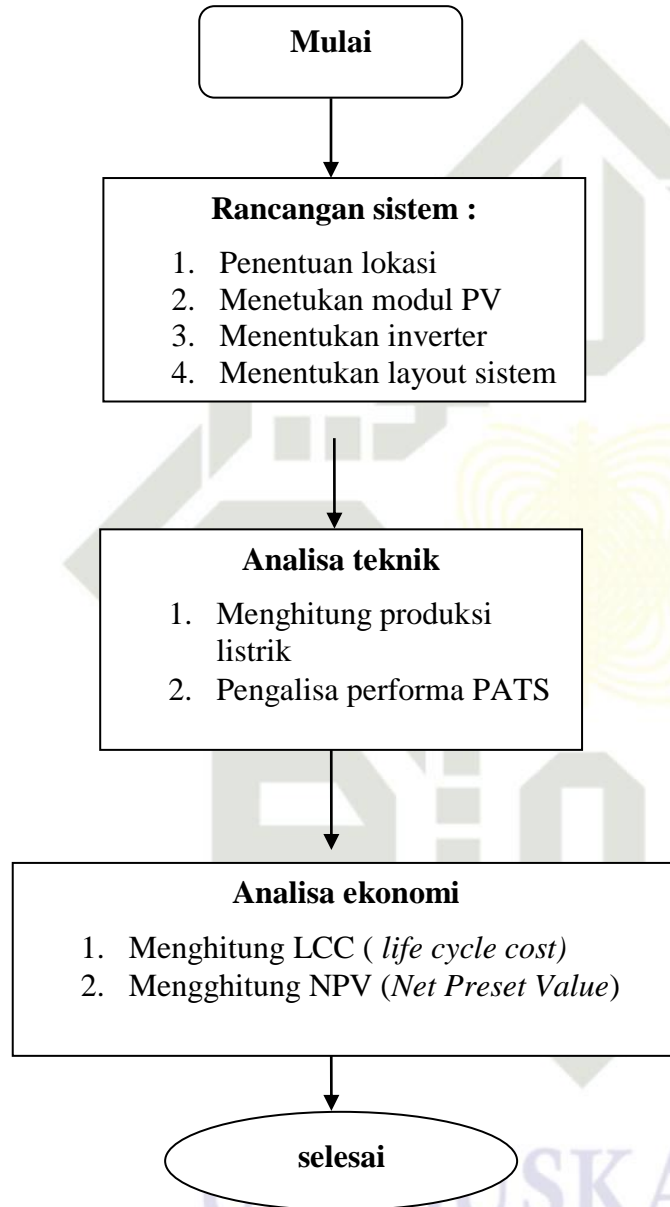 Mulai
Rancangan sistem :
1. Penentuan lokasi
2. Menetukan modul PV
3. Menentukan inverter
4. Menentukan layout sistem
Analisa teknik
1. Menghitung produksi
listrik
2. Pengalisa performa PATS
Analisa ekonomi
1. Menghitung LCC ( life cycle cost)
2. Mengghitung NPV (Net Preset Value)
selesai